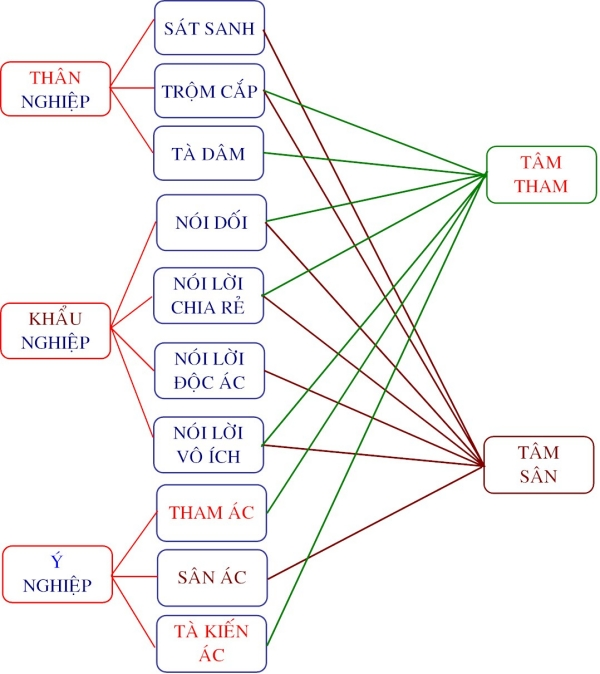 THÂN
NGHIỆP
SÁT SANH
TRỘM CẮP
TÀ DÂM
KHẨU
NGHIỆP
NÓI DỐI
NÓI LỜI
CHIA RẼ
NÓI LỜI
ĐỘC ÁC
NÓI LỜI
VÔ ÍCH
Ý
NGHIỆP
THAM ÁC
SÂN ÁC
TÀ KIẾN
ÁC
TÂM
THAM
TÂM
SÂN